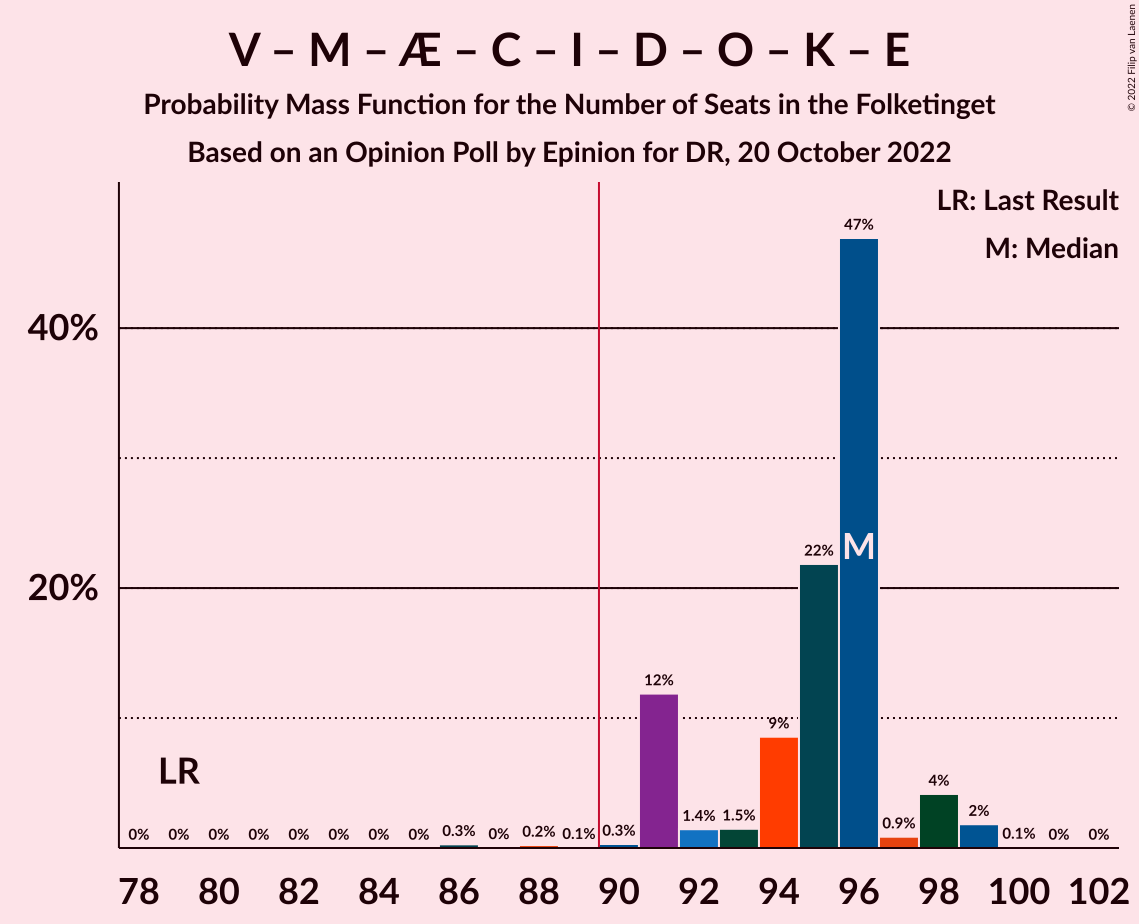 V – M – Æ – C – I – D – O – K – E
Probability Mass Function for the Number of Seats in the Folketinget
Based on an Opinion Poll by Epinion for DR, 20 October 2022
© 2022 Filip van Laenen
LR: Last Result
M: Median
47%
40%
M
22%
20%
12%
9%
LR
4%
2%
0% 0% 0% 0% 0% 0% 0% 0% 0.3% 0% 0.2% 0.1% 0.3% 1.4% 1.5% 0.9% 0.1% 0% 0%
78 80 82 84 86 88 90 92 94 96 98 100 102